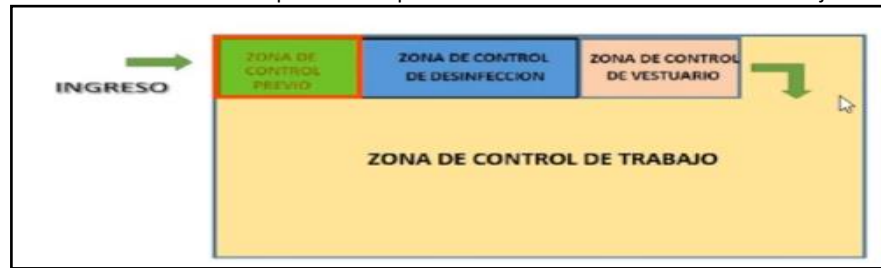 INGRESO
ZONA DE
CONTROL
PREVIO
ZONA DE CONTROL
DE DESINFECCION
ZONA DE CONTROL
DE VESTUARIO
ZONA DE CONTROL DE TRABAJO